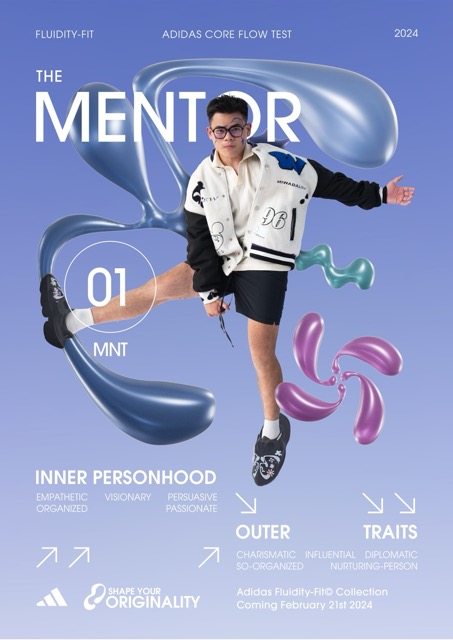 FLUIDITY-FIT ADIDAS CORE FLOW TEST 2024
THE
MENTOR
96
01
MNT
INNER PERSONHOOD
EMPATHETIC VISIONARY PERSUASIVE
ORGANIZED PASSIONATE
OUTER TRAITS
CHARISMATIC INFLUENTIAL DIPLOMATIC
SO-ORGANIZED NURTURING-PERSON
SHAPE YOUR
ORIGINALITY
Adidas Fluidity-Fit© Collection
Coming February 21st 2024